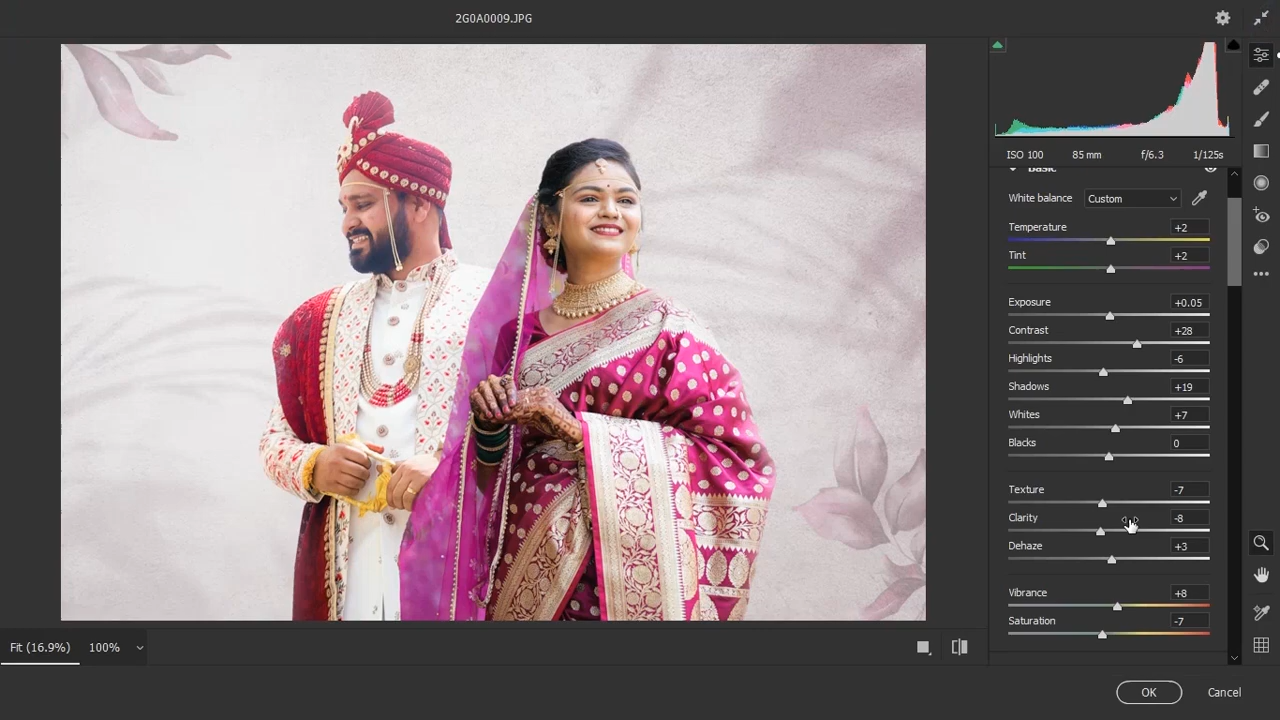 2G0A0009.JPG
ISO 100 85 mm f/6.3 1/125s
Basic
White balance Custom
Temperature +2
Tint +2
Exposure +0.05
Contrast +28
Highlights -6
Shadows +19
Whites +7
Blacks 0
Texture -7
Clarity -8
Dehaze +3
Vibrance +8
Saturation -7
Fit (16.9%) 100%
OK Cancel